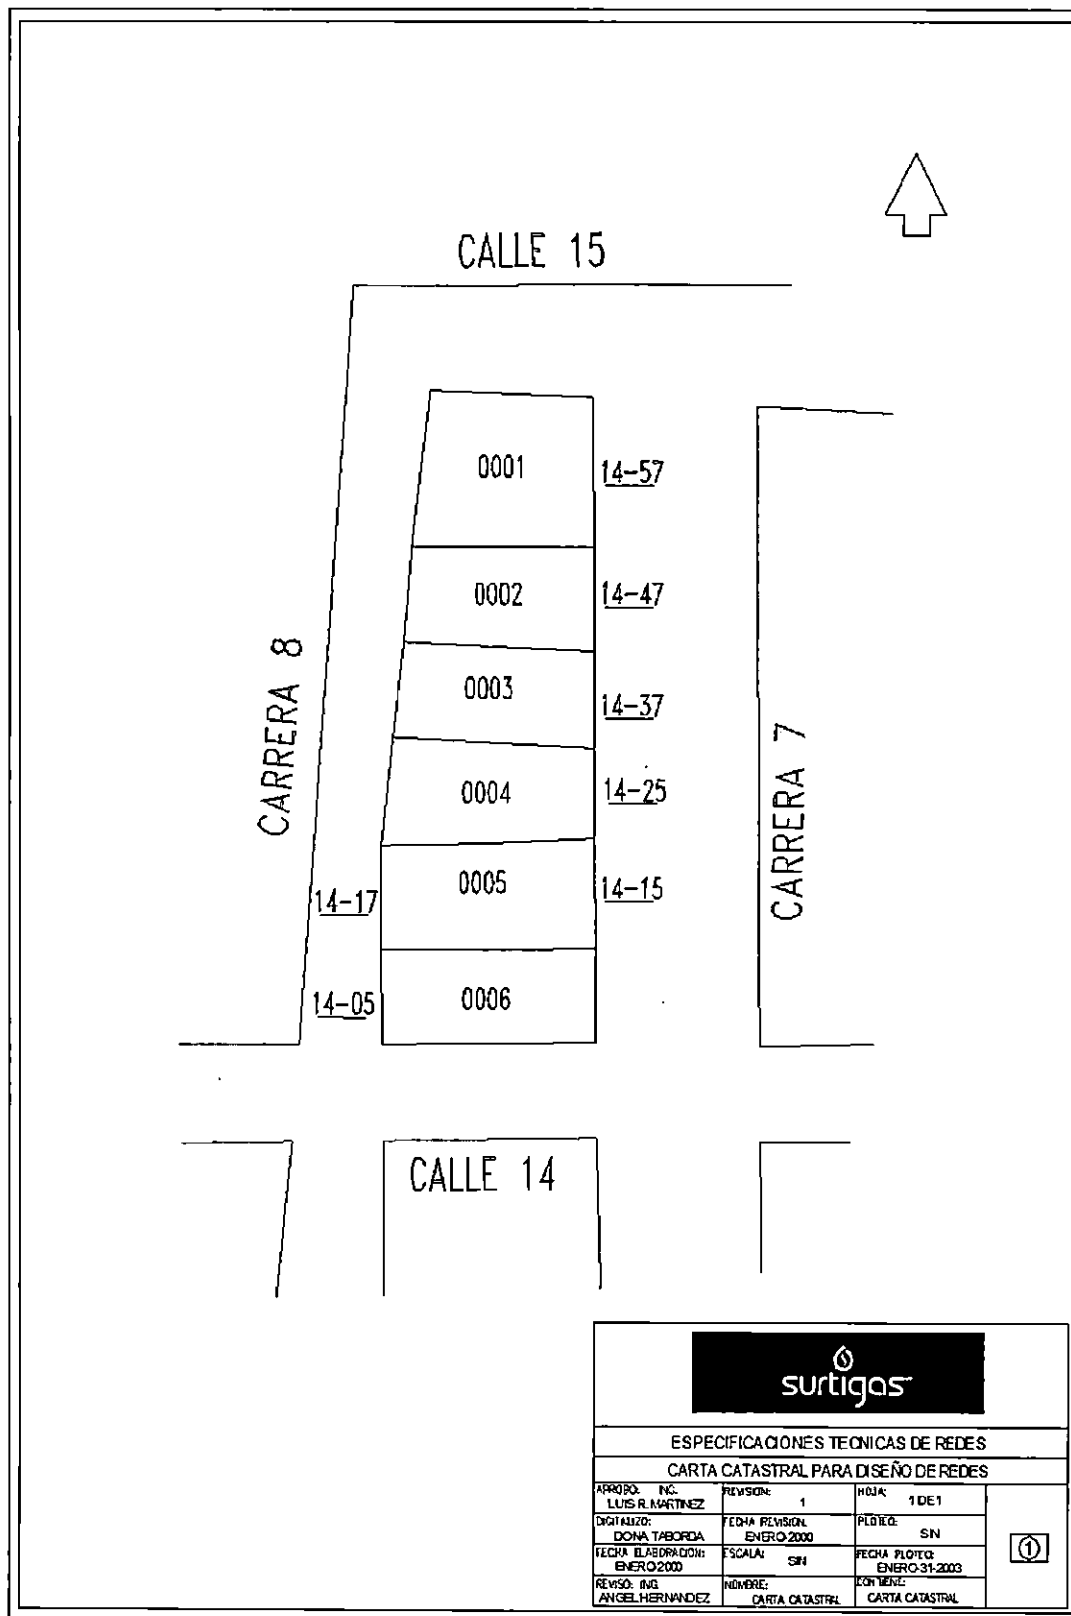 CALLE 15
0001
14-57
0002
14-47
0003
14-37
0004
14-25
CARRERA 8
CARRERA 7
0005
14-17
14-15
0006
14-05
CALLE 14
surtigas
ESPECIFICACIONES TECNICAS DE REDES
CARTA CATASTRAL PARA DISEÑO DE REDES
APROBO: ING. LUIS R. MARTINEZ
REVISION: 1
HOJA: 1 DE 1
DIGITALIZO: DONA TABORDA
FECHA REVISION: ENERO-2000
PLOTEO: SIN
FECHA ELABORACION: ENERO2000
ESCALA: SIN
FECHA PLOTEO: ENERO-31-2003
REVISO: ING. ANGEL HERNANDEZ
NOMBRE: CARTA CATASTRAL
CONTIENE: CARTA CATASTRAL
1